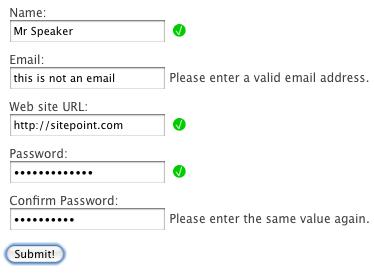 Name:
Mr Speaker
Email:
this is not an email Please enter a valid email address.
Web site URL:
http://sitepoint.com
Password:
•••••••••••••
Confirm Password:
•••••••••• Please enter the same value again.
Submit!